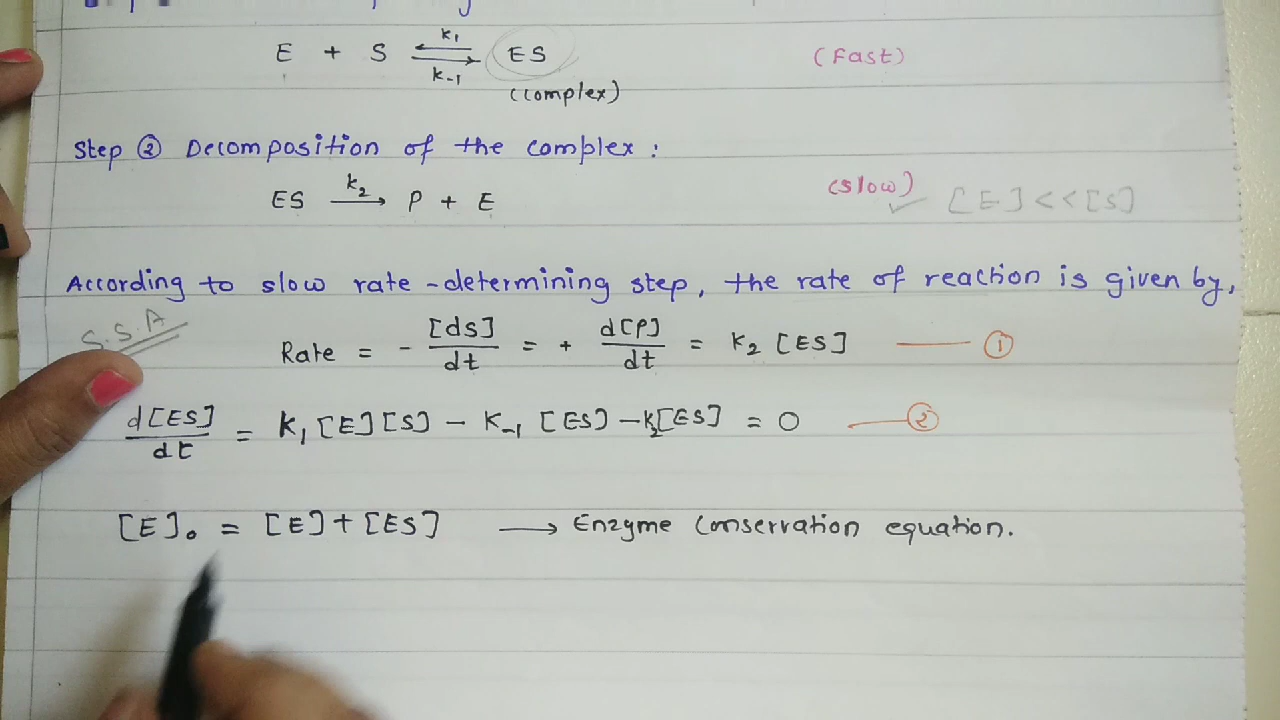 E + S ⇌ ES (Fast)
k₁
k₋₁
(complex)
Step ② Decomposition of the complex :
ES —k₂→ P + E (slow) ✓ [E]<<[S]
According to slow rate-determining step, the rate of reaction is given by,
S.S.A
Rate = - [ds]/dt = + d[P]/dt = k₂ [ES] —— ①
d[ES]/dt = K₁ [E][S] - K₋₁ [ES] - k₂[ES] = 0 —— ②
[E]₀ = [E]+[ES] ⟶ Enzyme conservation equation.